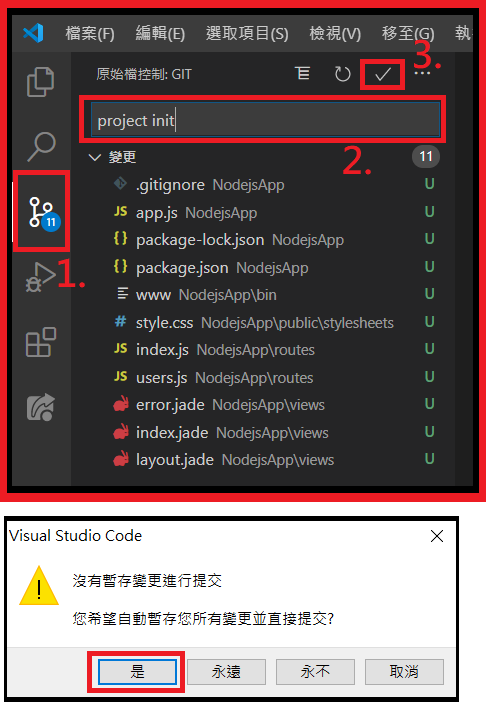 檔案(F) 編輯(E) 選取項目(S) 檢視(V) 移至(G) 執
原始檔控制: GIT 3.
project init
變更 2. 11
.gitignore NodejsApp U
11 JS app.js NodejsApp U
{} package-lock.json NodejsApp U
1. {} package.json NodejsApp U
www NodejsApp\bin U
# style.css NodejsApp\public\stylesheets U
JS index.js NodejsApp\routes U
JS users.js NodejsApp\routes U
error.jade NodejsApp\views U
index.jade NodejsApp\views U
layout.jade NodejsApp\views U
Visual Studio Code
沒有暫存變更進行提交
您希望自動暫存您所有變更並直接提交?
是 永遠 永不 取消